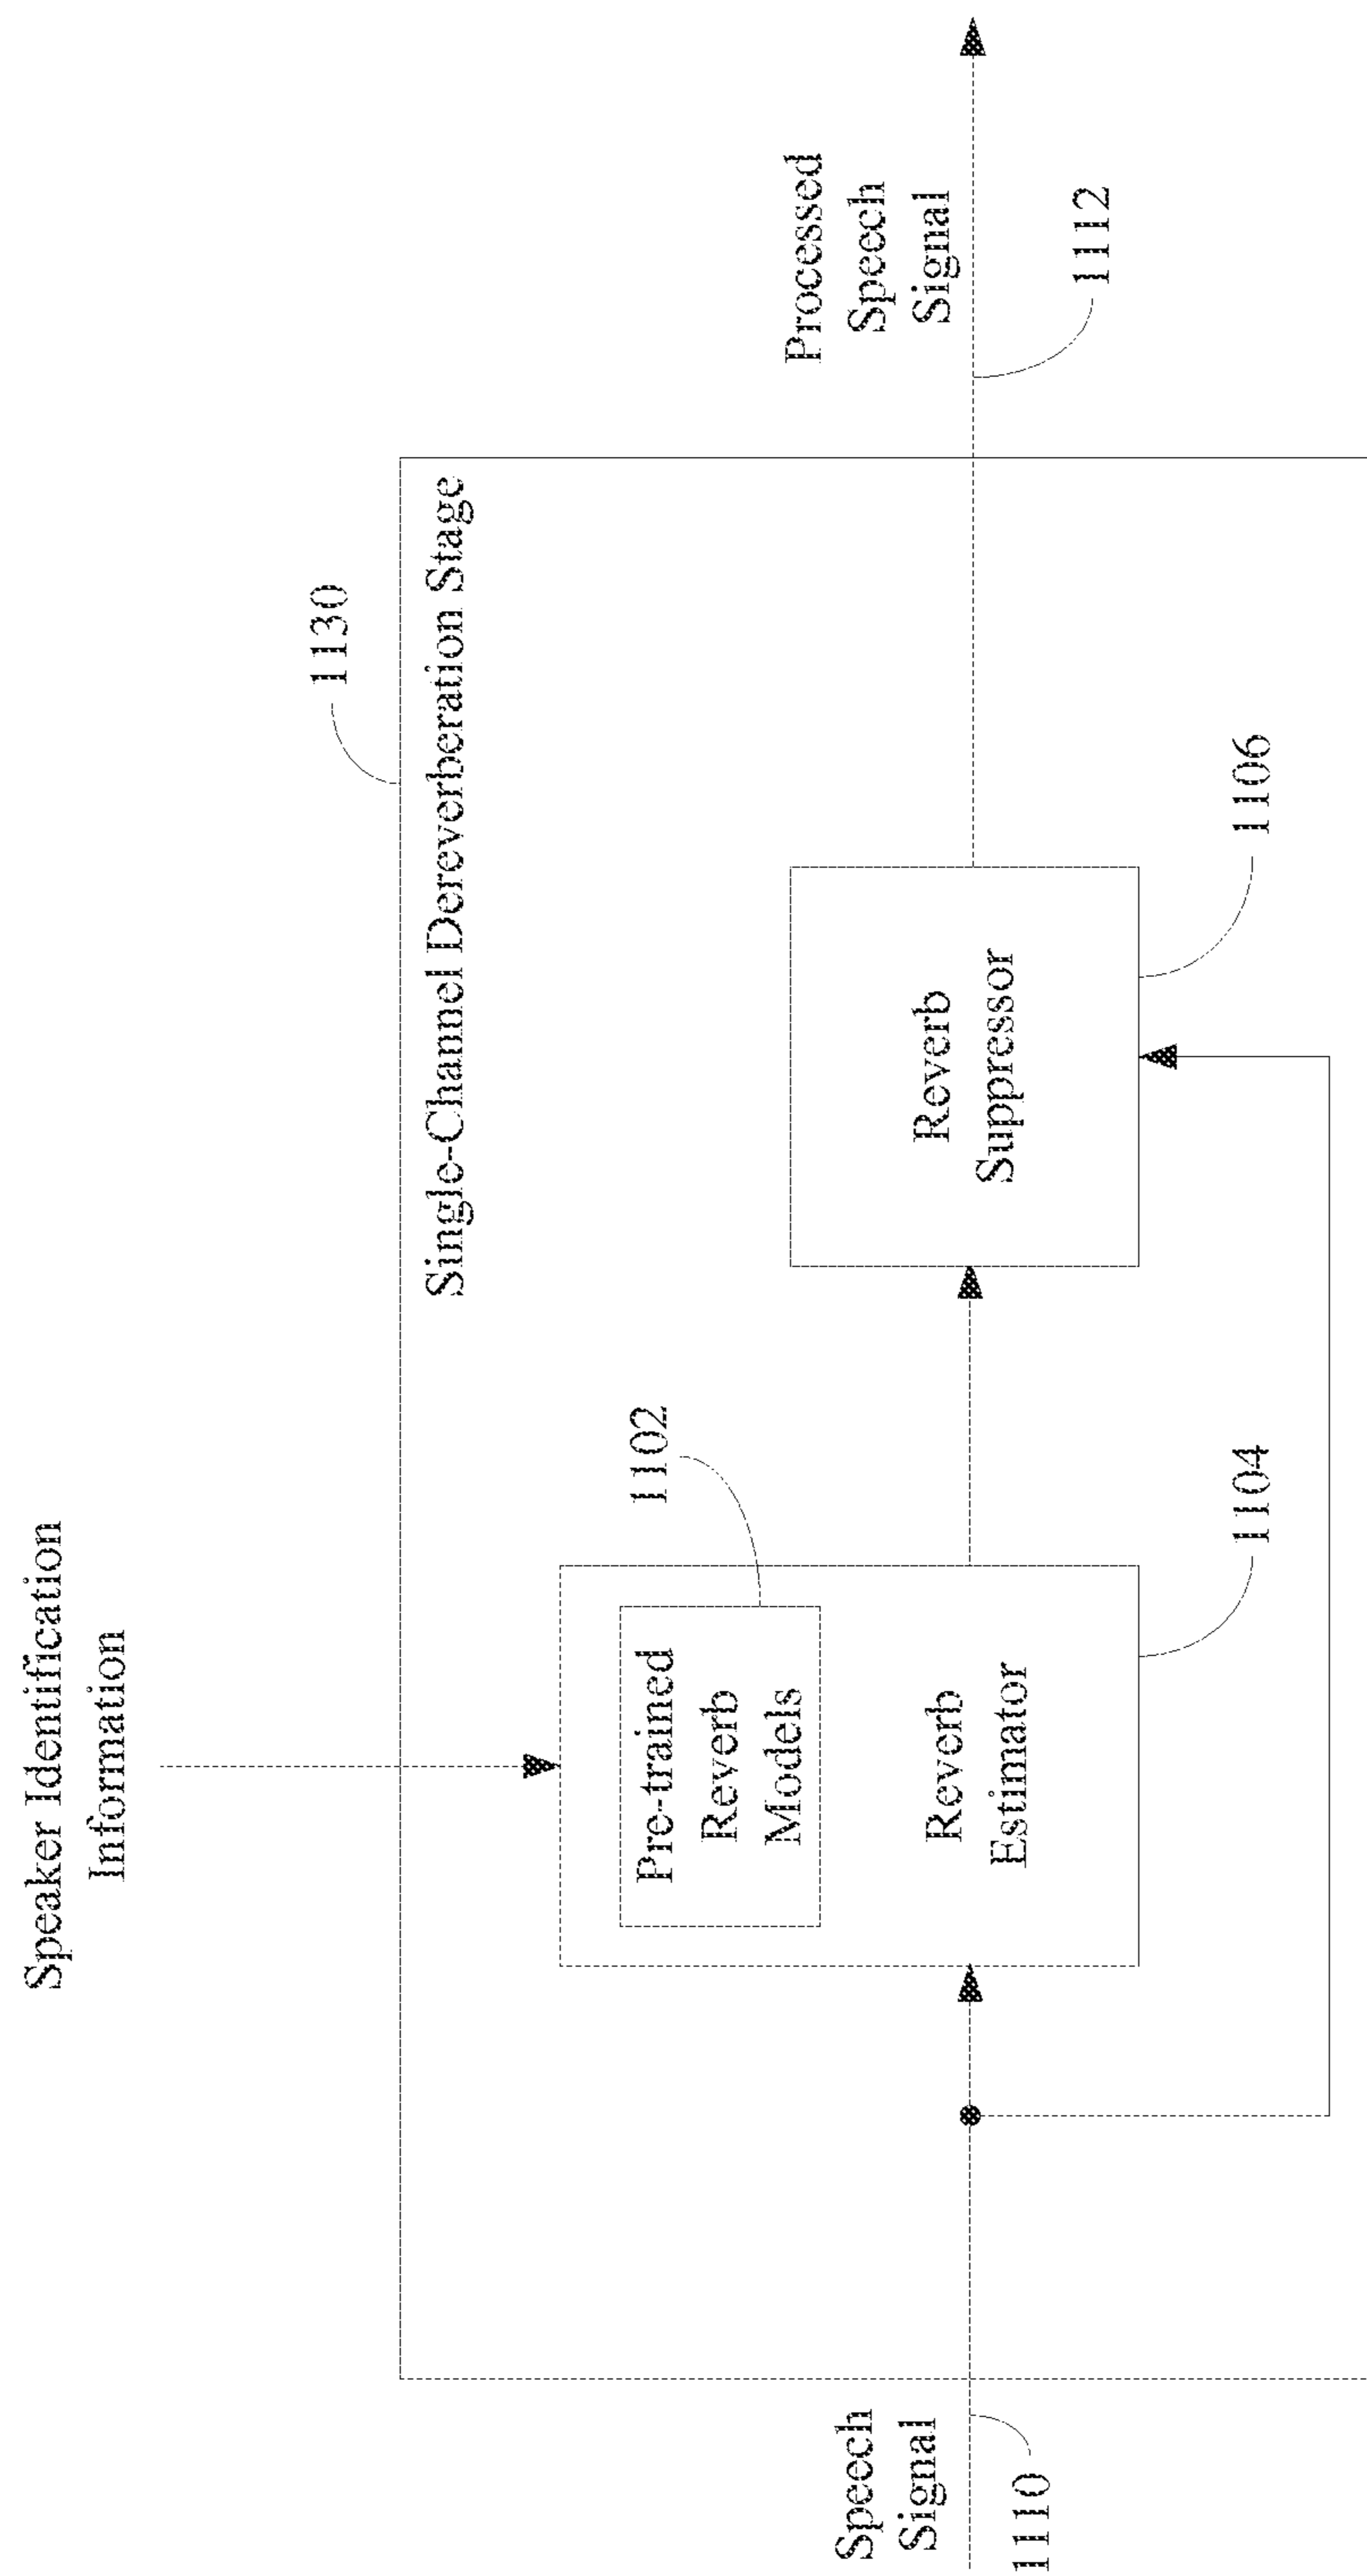 Speaker Identification
Information
1130
Single-Channel Dereverberation Stage
1102
Pre-trained
Reverb
Models
Reverb
Estimator
1104
Reverb
Suppressor
1106
Speech
Signal
1110
Processed
Speech
Signal
1112